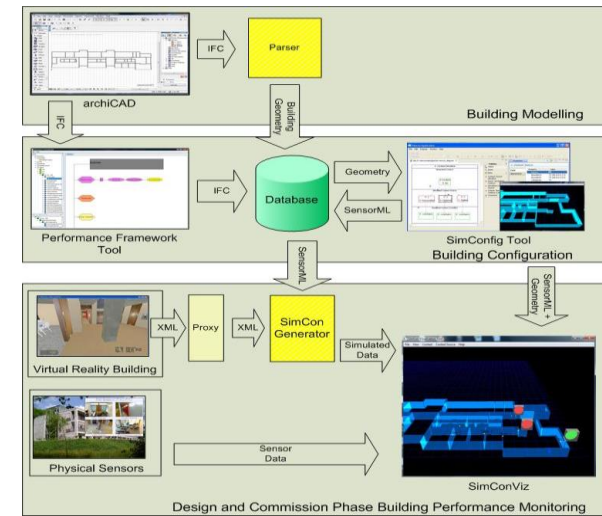 IFC
Parser
archiCAD
IFC
Building
Geometry
Building Modelling
IFC
Database
Geometry
SensorML
Performance Framework
Tool
SimConfig Tool
Building Configuration
SensorML
SensorML +
Geometry
XML
Proxy
XML
SimCon
Generator
Simulated
Data
Virtual Reality Building
Physical Sensors
Sensor
Data
SimConViz
Design and Commission Phase Building Performance Monitoring